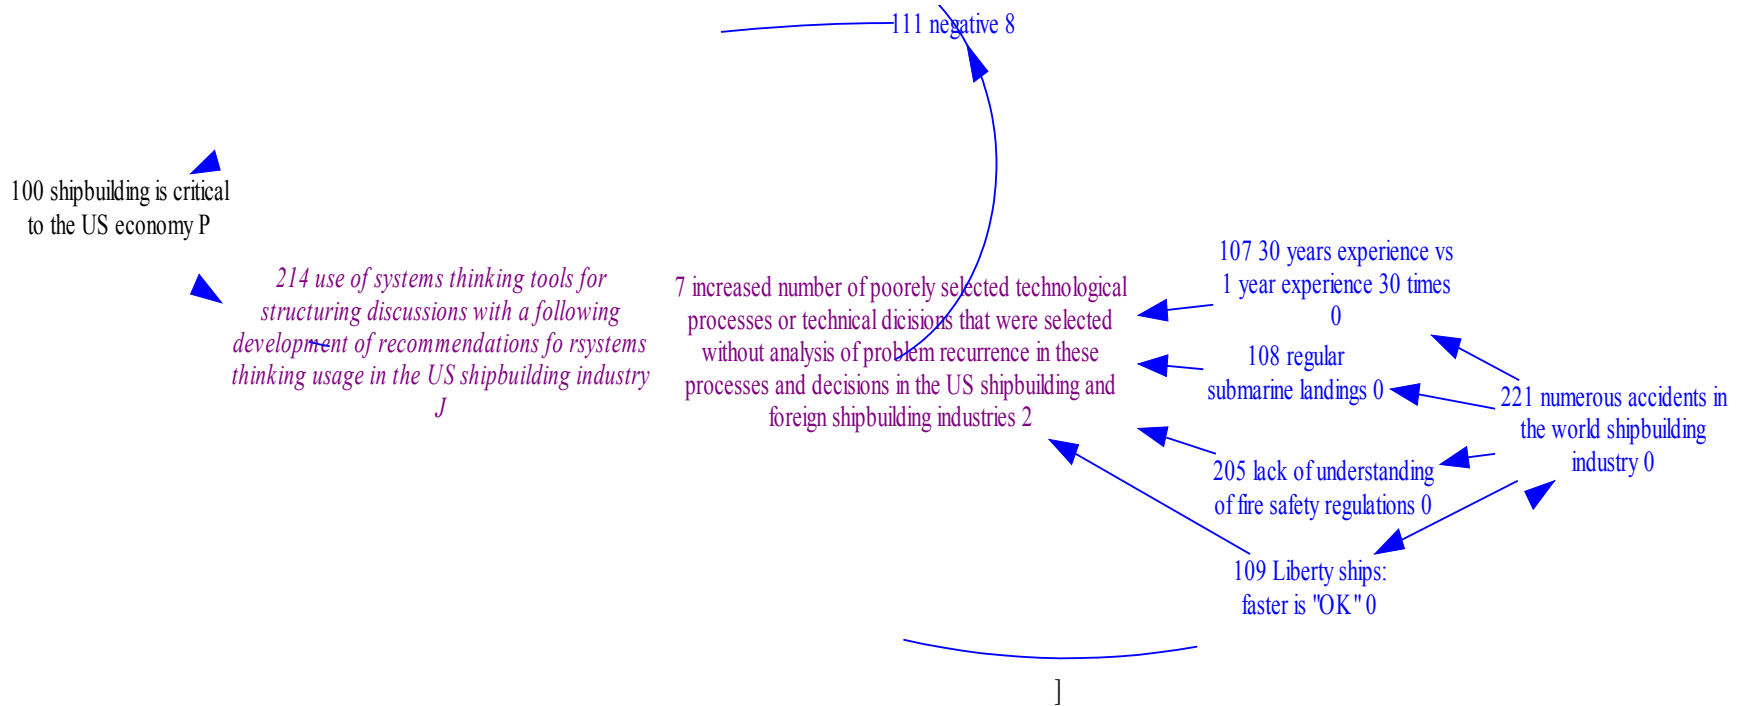 111 negative 8
100 shipbuilding is critical
to the US economy P
214 use of systems thinking tools for
structuring discussions with a following
development of recommendations fo rsystems
thinking usage in the US shipbuilding industry
J
7 increased number of poorely selected technological
processes or technical dicisions that were selected
without analysis of problem recurrence in these
processes and decisions in the US shipbuilding and
foreign shipbuilding industries 2
107 30 years experience vs
1 year experience 30 times
0
108 regular
submarine landings 0
205 lack of understanding
of fire safety regulations 0
109 Liberty ships:
faster is "OK" 0
221 numerous accidents in
the world shipbuilding
industry 0
]